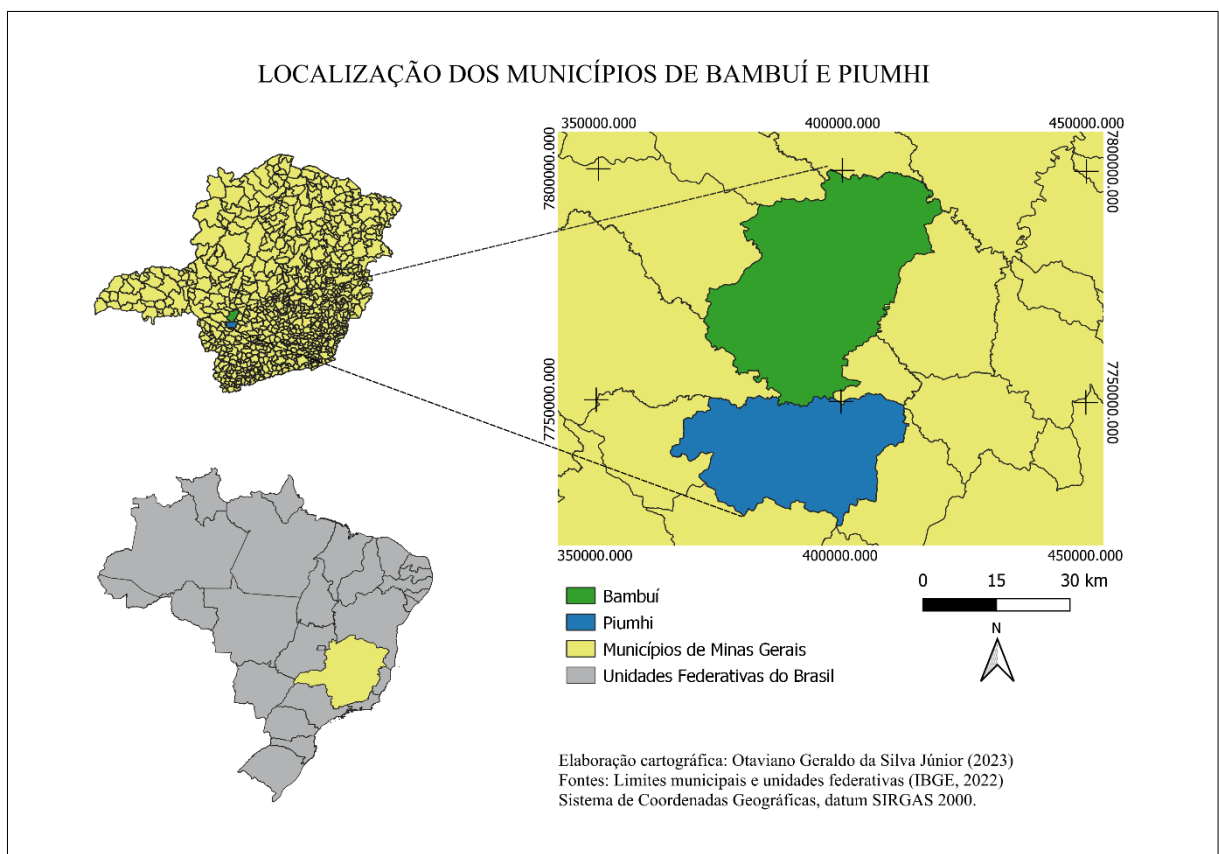 LOCALIZAÇÃO DOS MUNICÍPIOS DE BAMBUÍ E PIUMHI
350000.000
400000.000
450000.000
7800000.000
7800000.000
7750000.000
7750000.000
350000.000
400000.000
450000.000
Bambuí
Piumhi
Municípios de Minas Gerais
Unidades Federativas do Brasil
0 15 30 km
N
Elaboração cartográfica: Otaviano Geraldo da Silva Júnior (2023)
Fontes: Limites municipais e unidades federativas (IBGE, 2022)
Sistema de Coordenadas Geográficas, datum SIRGAS 2000.